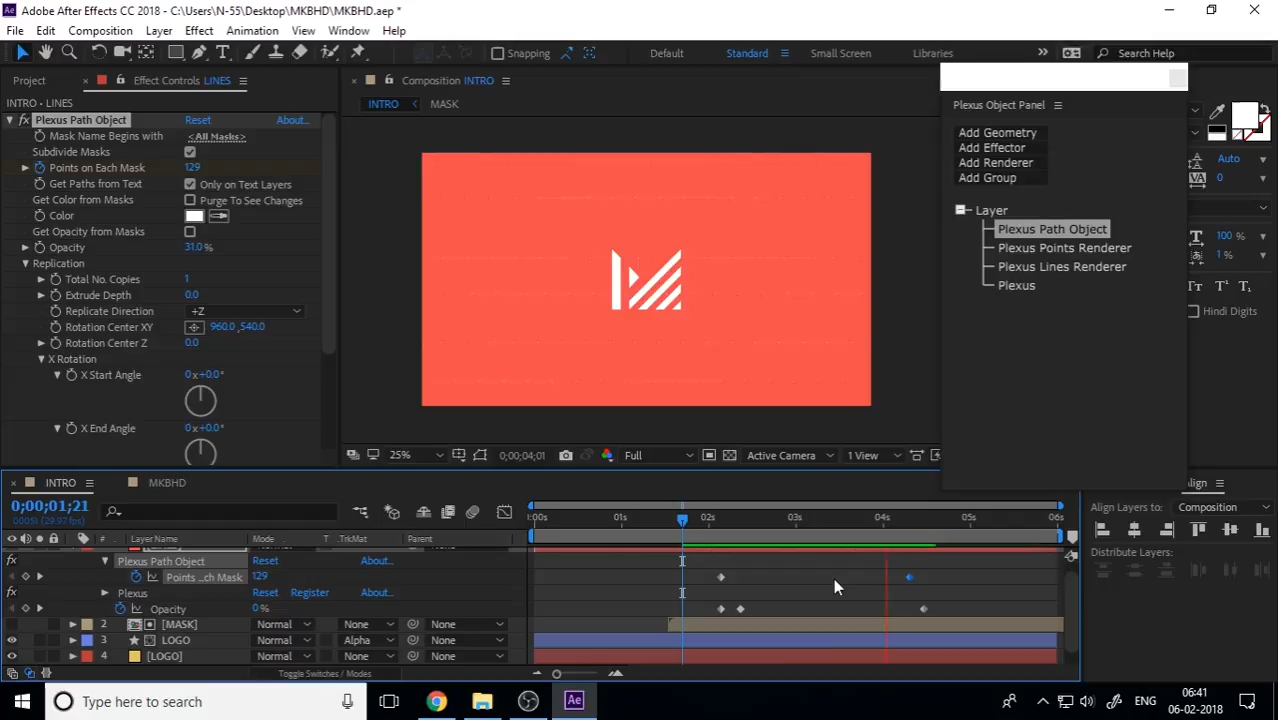 Adobe After Effects CC 2018 - C:\Users\N-55\Desktop\MKBHD\MKBHD.aep *
File Edit Composition Layer Effect Animation View Window Help
Snapping Default Standard Small Screen Libraries Search Help
Project Effect Controls LINES Composition INTRO
INTRO • LINES
INTRO MASK
fx Plexus Path Object Reset About...
Mask Name Begins with <All Masks>
Subdivide Masks
Points on Each Mask 129
Get Paths from Text Only on Text Layers
Get Color from Masks Purge To See Changes
Color
Get Opacity from Masks
Opacity 31.0 %
Replication
Total No. Copies 1
Extrude Depth 0.0
Replicate Direction +Z
Rotation Center XY 960.0 ,540.0
Rotation Center Z 0.0
X Rotation
X Start Angle 0 x +0.0°
X End Angle 0 x +0.0°
25% 0;00;04;01 Full Active Camera 1 View
Plexus Object Panel
Add Geometry
Add Effector
Add Renderer
Add Group
Layer
Plexus Path Object
Plexus Points Renderer
Plexus Lines Renderer
Plexus
Auto
0
100 %
1 %
Hindi Digits
INTRO MKBHD
0;00;01;21
00051 (29.97 fps)
:00s 01s 02s 03s 04s 05s 06s
# Layer Name Mode T TrkMat Parent
Plexus Path Object Reset About...
Points ...ch Mask 129
Plexus Reset Register About...
Opacity 0 %
2 [MASK] Normal None None
3 LOGO Normal Alpha None
4 [LOGO] Normal None None
Toggle Switches / Modes
Align
Align Layers to: Composition
Distribute Layers:
Type here to search
Ae
ENG
06:41
06-02-2018